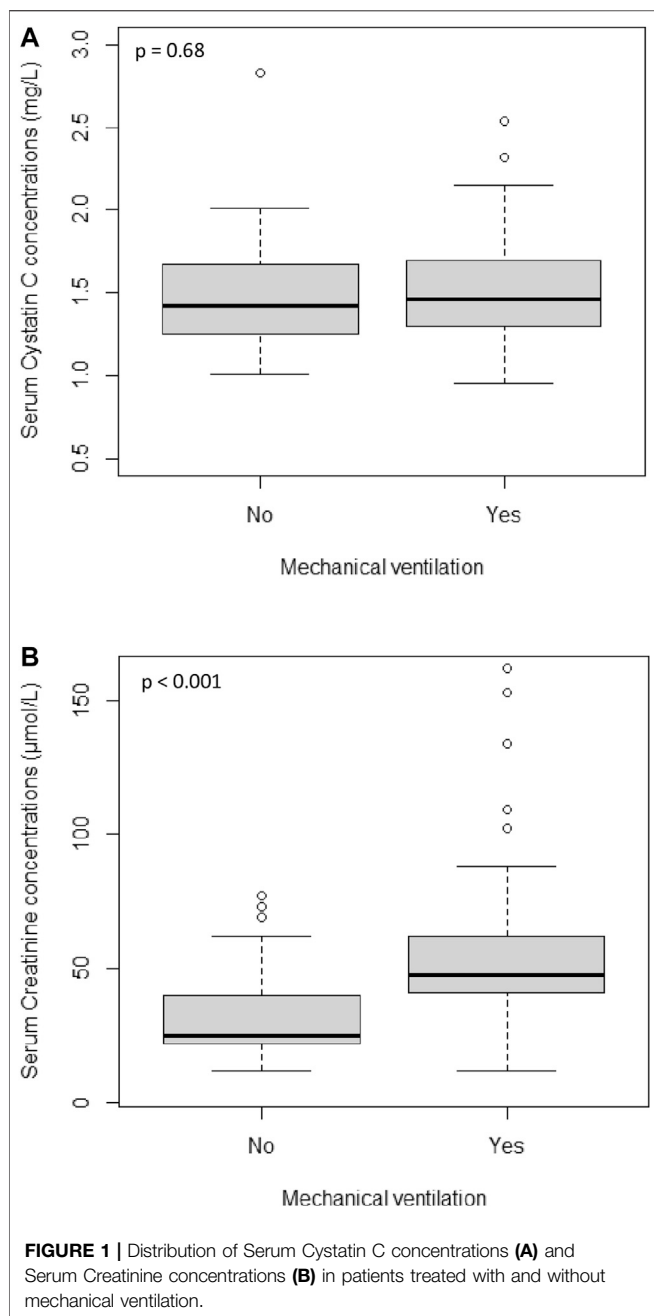 A
p = 0.68
Serum Cystatin C concentrations (mg/L)
3.0
2.5
2.0
1.5
1.0
0.5
No Yes
Mechanical ventilation
B
p < 0.001
Serum Creatinine concentrations (µmol/L)
150
100
50
0
No Yes
Mechanical ventilation
FIGURE 1 | Distribution of Serum Cystatin C concentrations (A) and
Serum Creatinine concentrations (B) in patients treated with and without
mechanical ventilation.